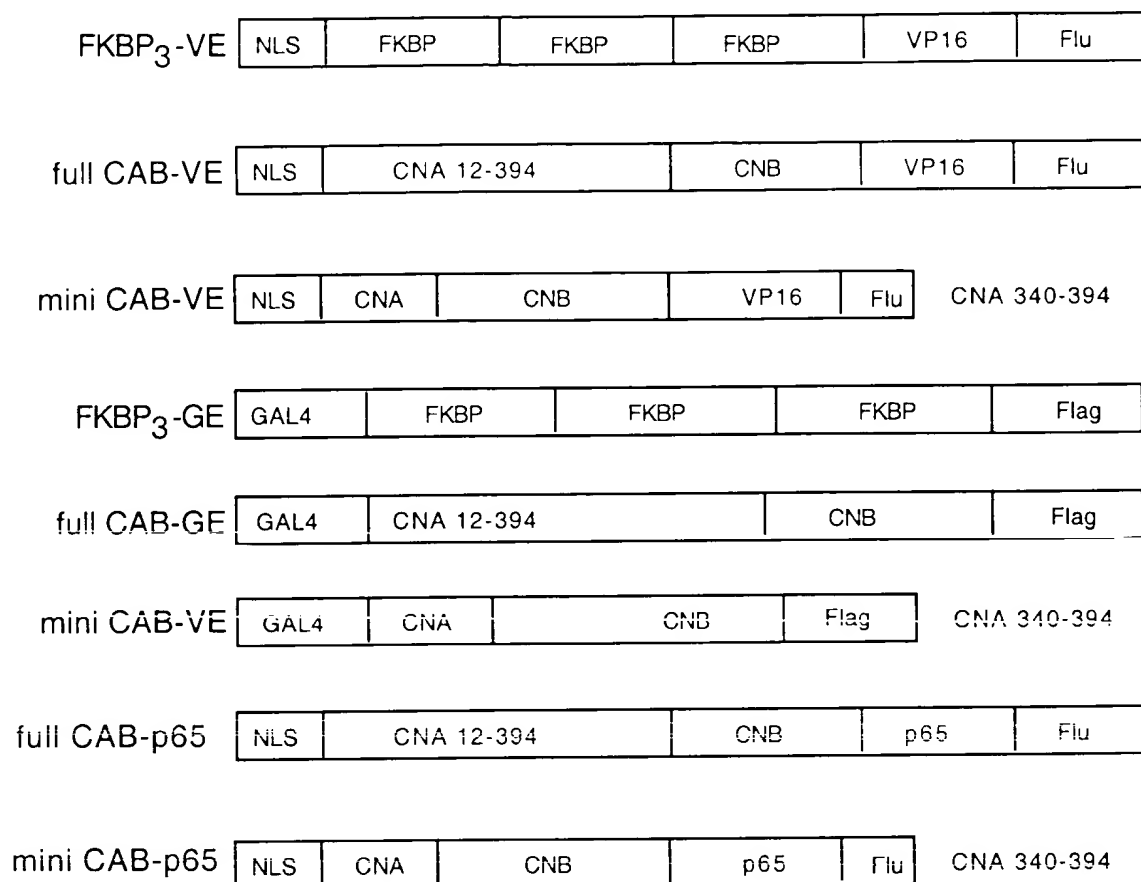 FKBP3-VE NLS FKBP FKBP FKBP VP16 Flu
full CAB-VE NLS CNA 12-394 CNB VP16 Flu
mini CAB-VE NLS CNA CNB VP16 Flu CNA 340-394
FKBP3-GE GAL4 FKBP FKBP FKBP Flag
full CAB-GE GAL4 CNA 12-394 CNB Flag
mini CAB-VE GAL4 CNA CNB Flag CNA 340-394
full CAB-p65 NLS CNA 12-394 CNB p65 Flu
mini CAB-p65 NLS CNA CNB p65 Flu CNA 340-394